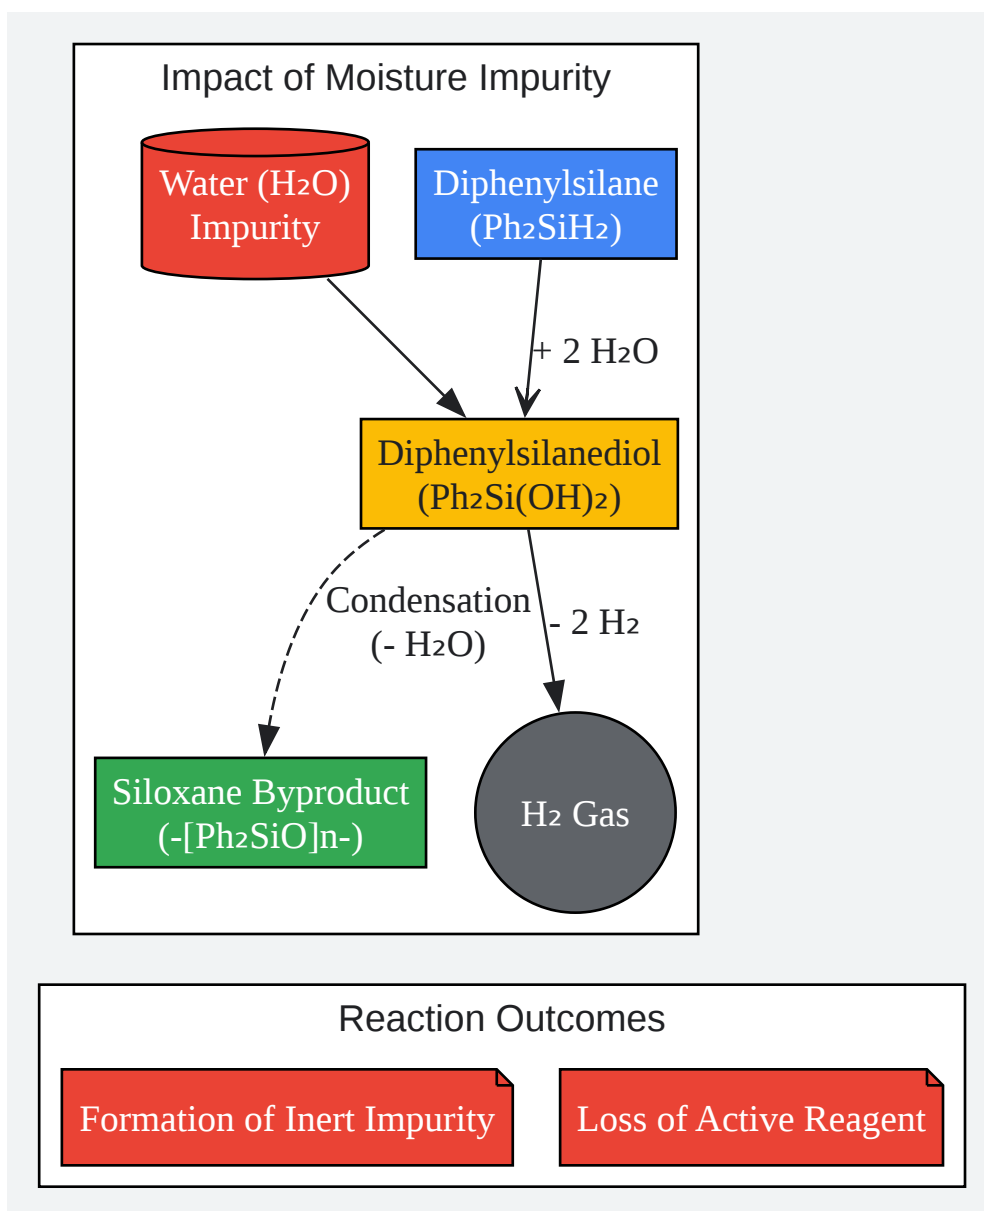 Impact of Moisture Impurity
Water (H₂O)
Impurity
Diphenylsilane
(Ph₂SiH₂)
+ 2 H₂O
Diphenylsilanediol
(Ph₂Si(OH)₂)
Condensation
(- H₂O)
- 2 H₂
Siloxane Byproduct
(-[Ph₂SiO]n-)
H₂ Gas
Reaction Outcomes
Formation of Inert Impurity
Loss of Active Reagent